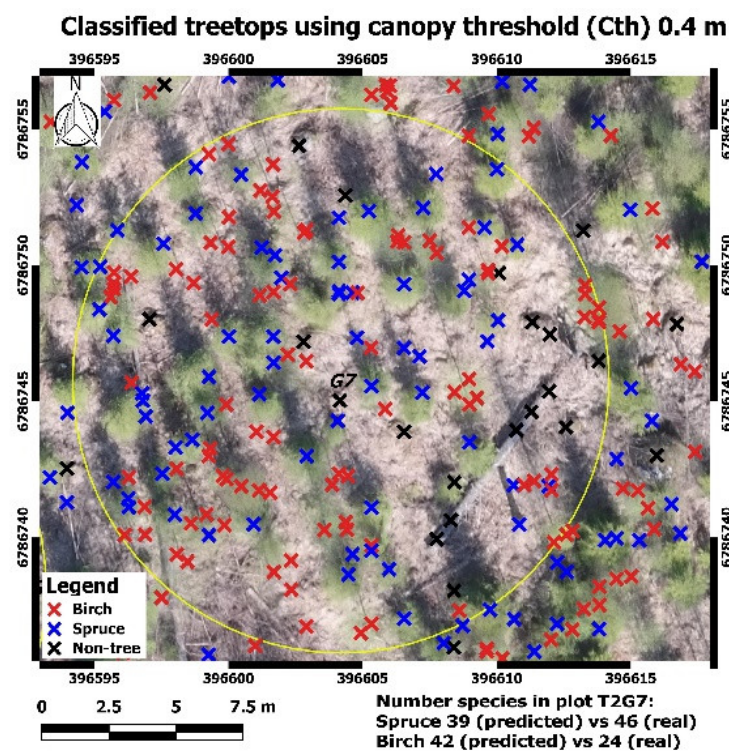 Classified treetops using canopy threshold (Cth) 0.4 m
396595 396600 396605 396610 396615
N
6786755 6786755
6786750 6786750
6786745 6786745
G7
6786740 6786740
Legend
Birch
Spruce
Non-tree
396595 396600 396605 396610 396615
0 2.5 5 7.5 m
Number species in plot T2G7:
Spruce 39 (predicted) vs 46 (real)
Birch 42 (predicted) vs 24 (real)